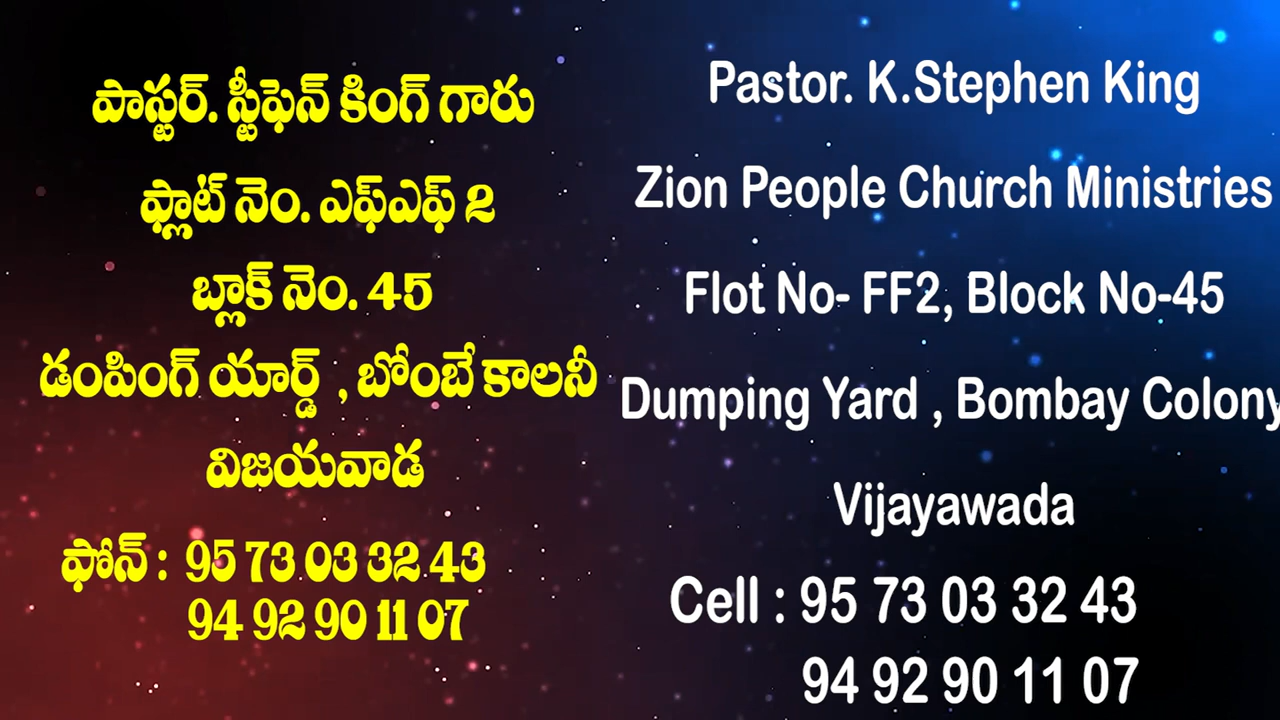 పాస్టర్. స్టీఫెన్ కింగ్ గారు
ఫ్లాట్ నెం. ఎఫ్ఎఫ్ 2
బ్లాక్ నెం. 45
డంపింగ్ యార్డ్ , బోంబే కాలనీ
విజయవాడ
ఫోన్ : 95 73 03 32 43
94 92 90 11 07
Pastor. K.Stephen King
Zion People Church Ministries
Flot No- FF2, Block No-45
Dumping Yard , Bombay Colony
Vijayawada
Cell : 95 73 03 32 43
94 92 90 11 07